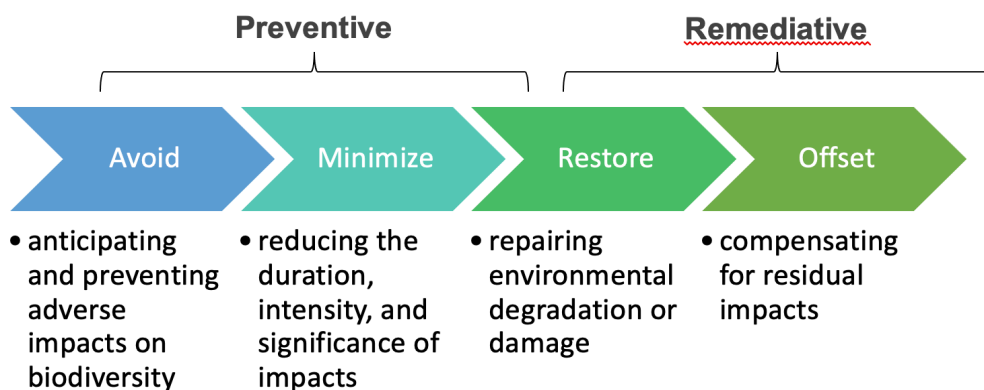 Preventive
Remediative
Avoid
Minimize
Restore
Offset
• anticipating
and preventing
adverse
impacts on
biodiversity
• reducing the
duration,
intensity, and
significance of
impacts
• repairing
environmental
degradation or
damage
• compensating
for residual
impacts